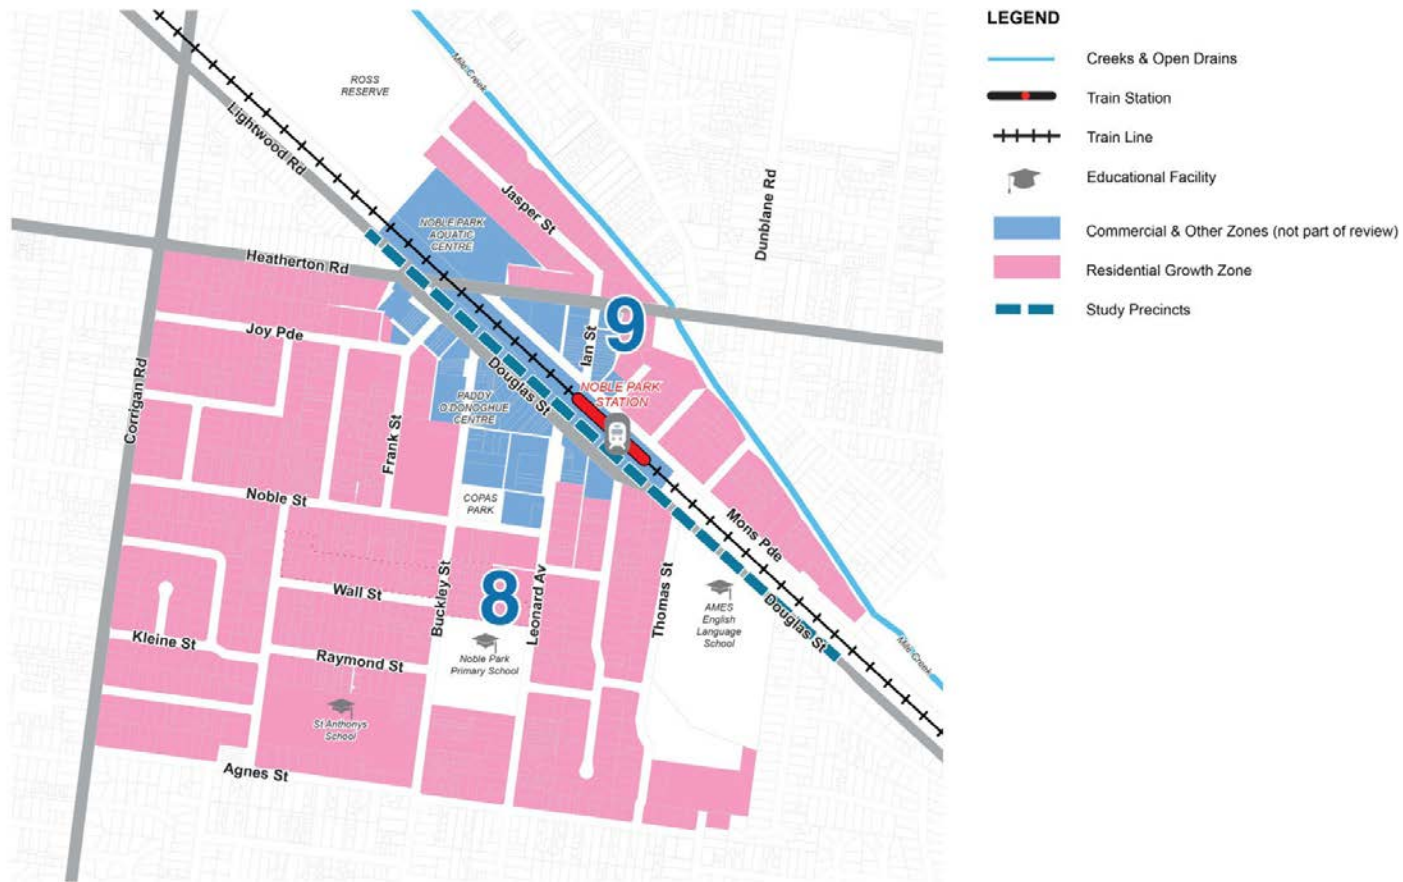 LEGEND
Creeks & Open Drains
Train Station
Train Line
Educational Facility
Commercial & Other Zones (not part of review)
Residential Growth Zone
Study Precincts
Mile Creek
ROSS
RESERVE
Lightwood Rd
Jasper St
Dunblane Rd
NOBLE PARK
AQUATIC
CENTRE
Heatherton Rd
Joy Pde
Ian St
9
Douglas St
NOBLE PARK
STATION
Corrigan Rd
PADDY
O'DONOGHUE
CENTRE
Frank St
Noble St
COPAS
PARK
Mons Pde
Wall St
Buckley St
8
Leonard Av
Thomas St
AMES
English
Language
School
Douglas St
Kleine St
Raymond St
Noble Park
Primary School
Mile Creek
St Anthonys
School
Agnes St